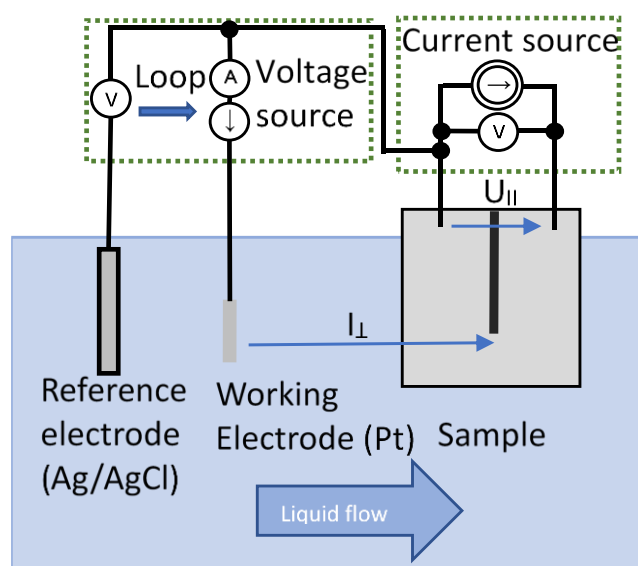 Current source
Loop
Voltage
source
A
V
↓
→
V
U||
I⊥
Reference
electrode
(Ag/AgCl)
Working
Electrode (Pt)
Sample
Liquid flow